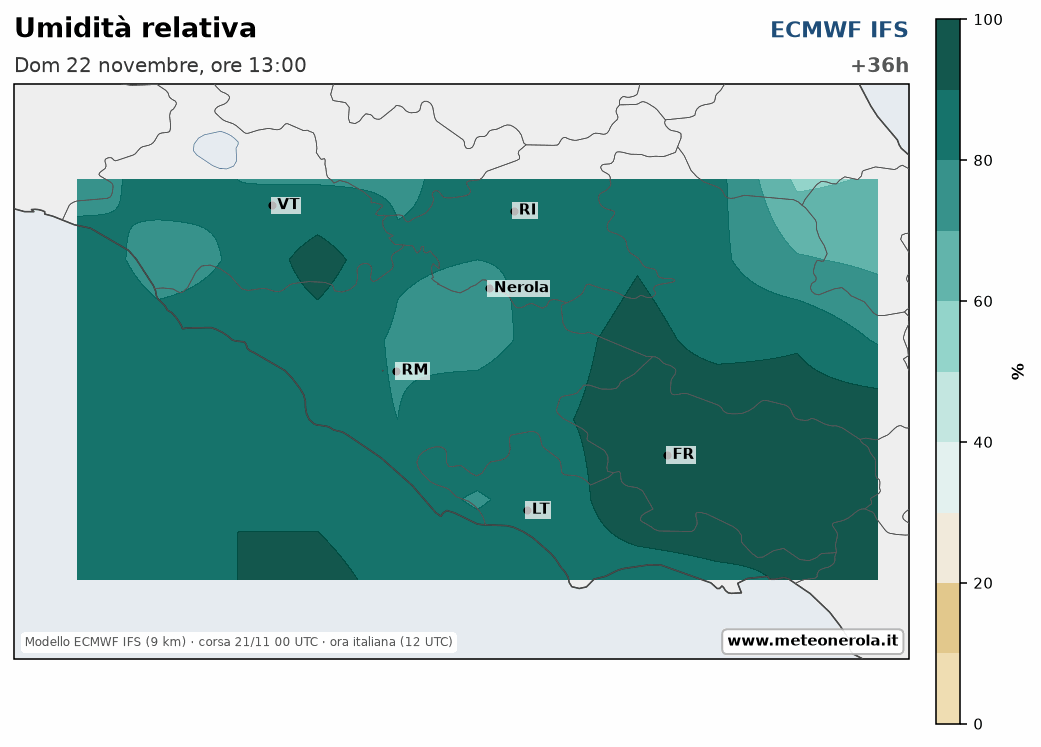 Umidità relativa
ECMWF IFS
Dom 22 novembre, ore 13:00
+36h
VT
RI
Nerola
RM
FR
LT
Modello ECMWF IFS (9 km) · corsa 21/11 00 UTC · ora italiana (12 UTC)
www.meteonerola.it
100
80
60
40
20
0
%